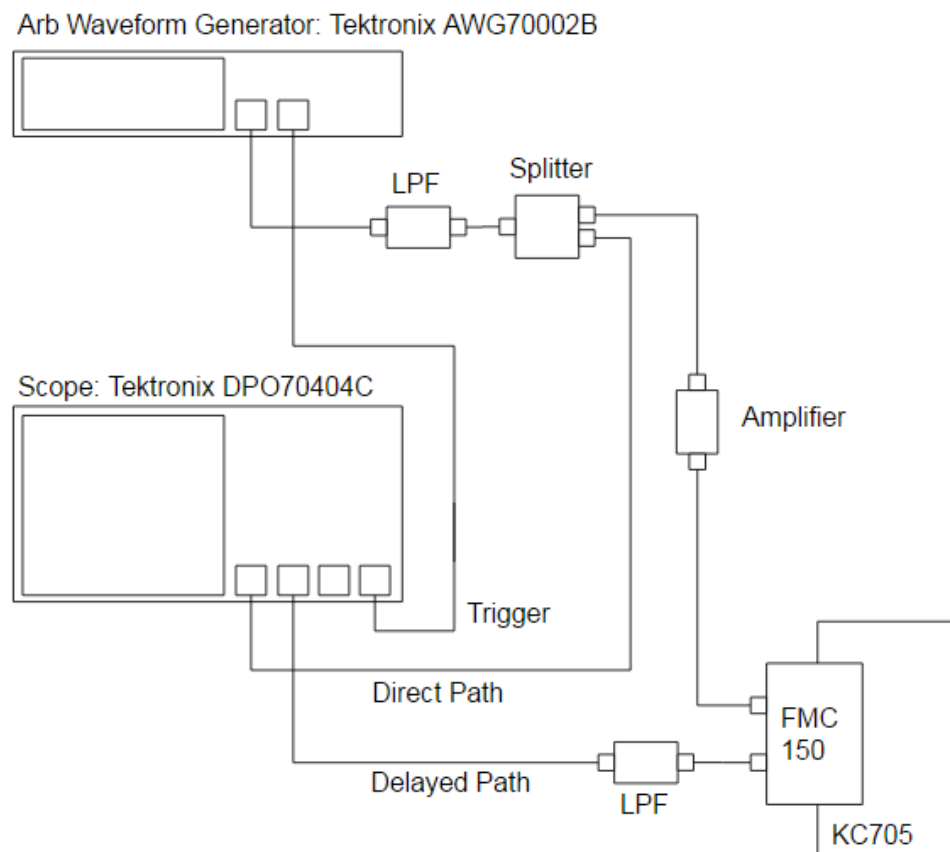 Arb Waveform Generator: Tektronix AWG70002B
Splitter
LPF
Scope: Tektronix DPO70404C
Amplifier
Trigger
Direct Path
FMC
150
Delayed Path
LPF
KC705